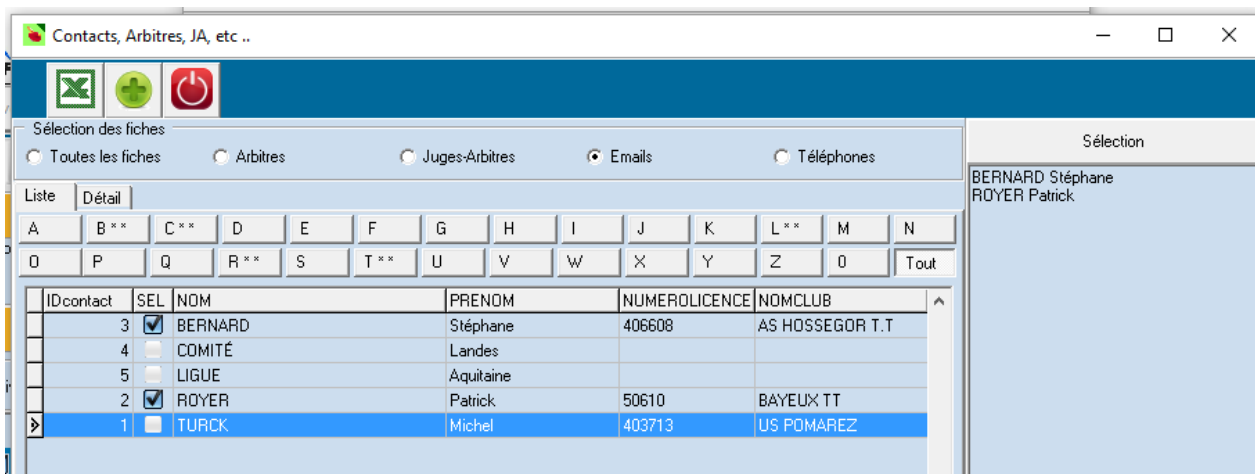 Contacts, Arbitres, JA, etc ..
Sélection des fiches
Toutes les fiches Arbitres Juges-Arbitres Emails Téléphones
Sélection
BERNARD Stéphane
ROYER Patrick
Liste Détail
A B ** C ** D E F G H I J K L ** M N
O P Q R ** S T ** U V W X Y Z 0 Tout
IDcontact SEL NOM PRENOM NUMEROLICENCE NOMCLUB
3 BERNARD Stéphane 406608 AS HOSSEGOR T.T
4 COMITÉ Landes
5 LIGUE Aquitaine
2 ROYER Patrick 50610 BAYEUX TT
1 TURCK Michel 403713 US POMAREZ